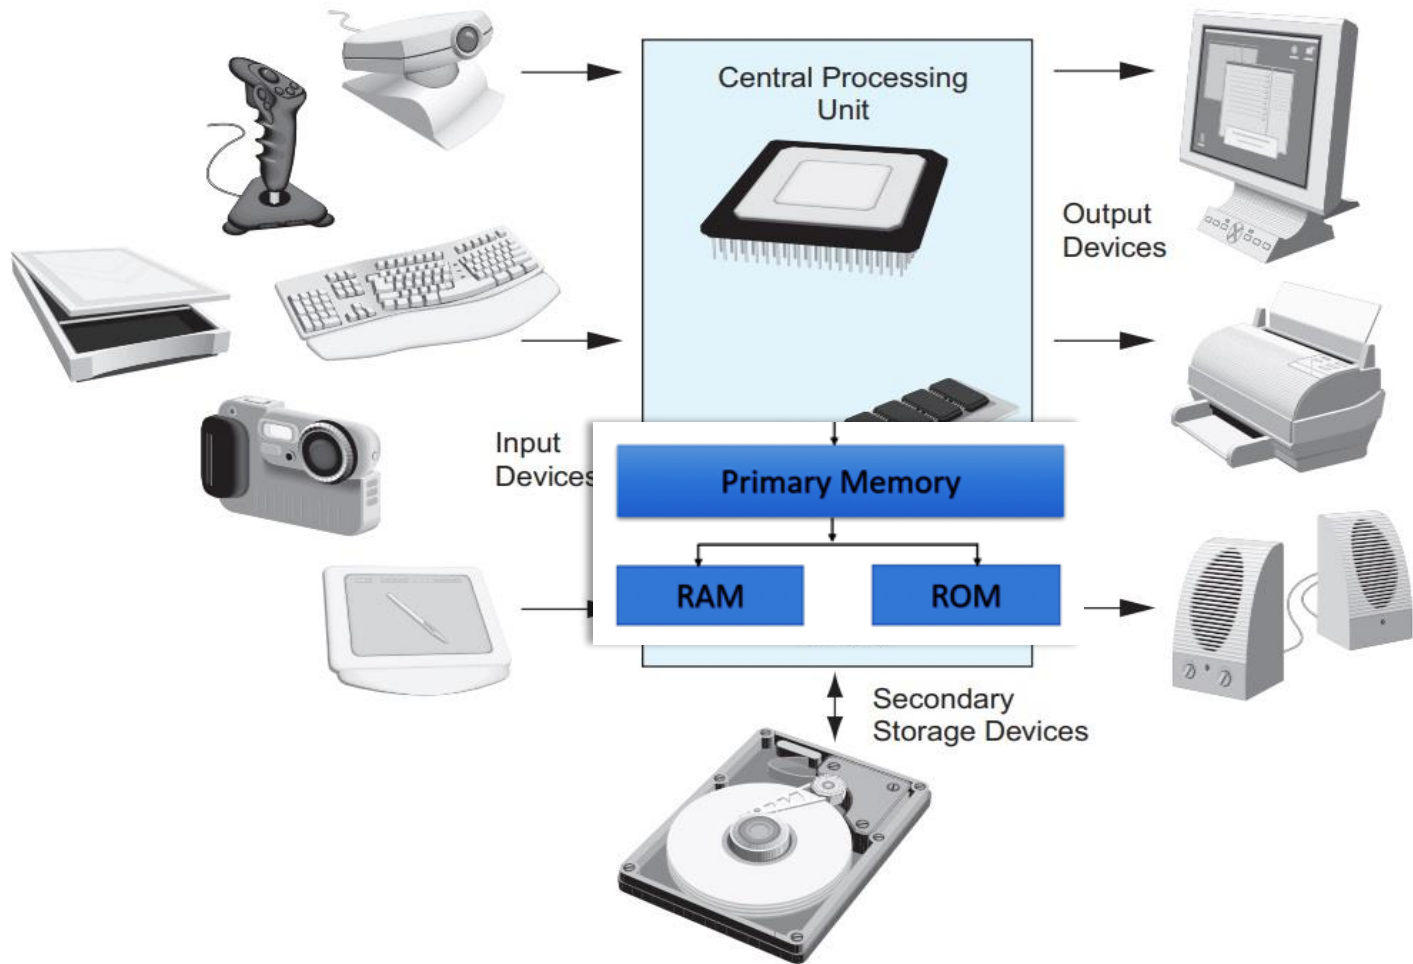 Central Processing
Unit
Output
Devices
Input
Devices
Primary Memory
RAM
ROM
Secondary
Storage Devices